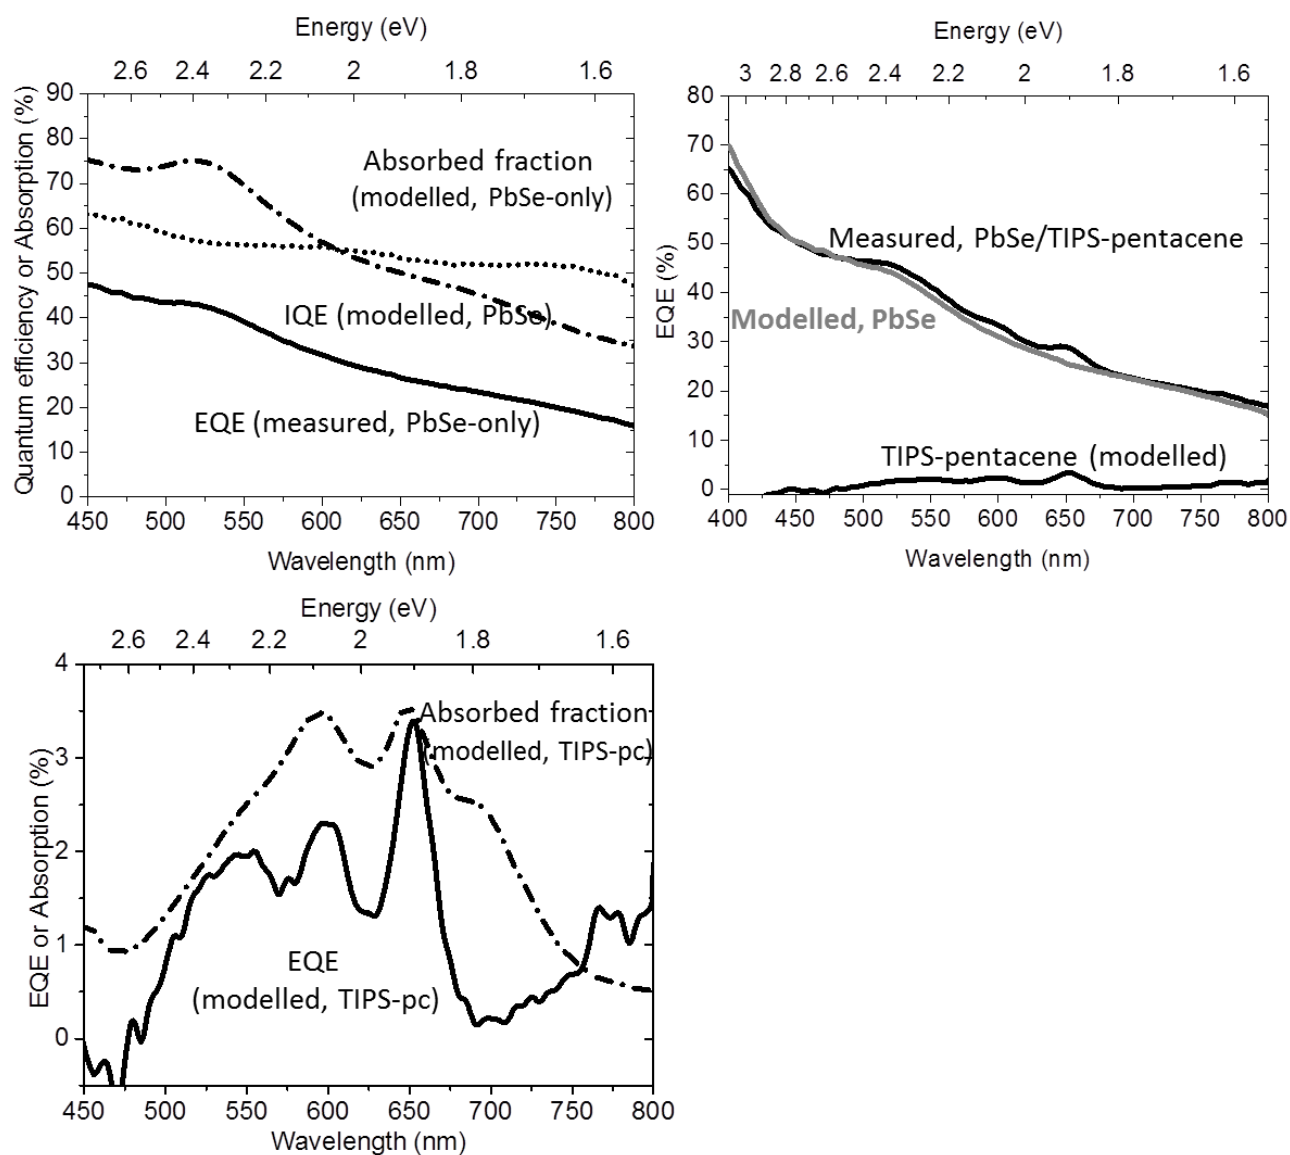 Energy (eV)
2.6 2.4 2.2 2 1.8 1.6
90
80
70
60
50
40
30
20
10
0
Quantum efficiency or Absorption (%)
Absorbed fraction
(modelled, PbSe-only)
IQE (modelled, PbSe)
EQE (measured, PbSe-only)
450 500 550 600 650 700 750 800
Wavelength (nm)
Energy (eV)
3 2.8 2.6 2.4 2.2 2 1.8 1.6
80
70
60
50
40
30
20
10
0
EQE (%)
Measured, PbSe/TIPS-pentacene
Modelled, PbSe
TIPS-pentacene (modelled)
400 450 500 550 600 650 700 750 800
Wavelength (nm)
Energy (eV)
2.6 2.4 2.2 2 1.8 1.6
4
3
2
1
0
EQE or Absorption (%)
Absorbed fraction
(modelled, TIPS-pc)
EQE
(modelled, TIPS-pc)
450 500 550 600 650 700 750 800
Wavelength (nm)